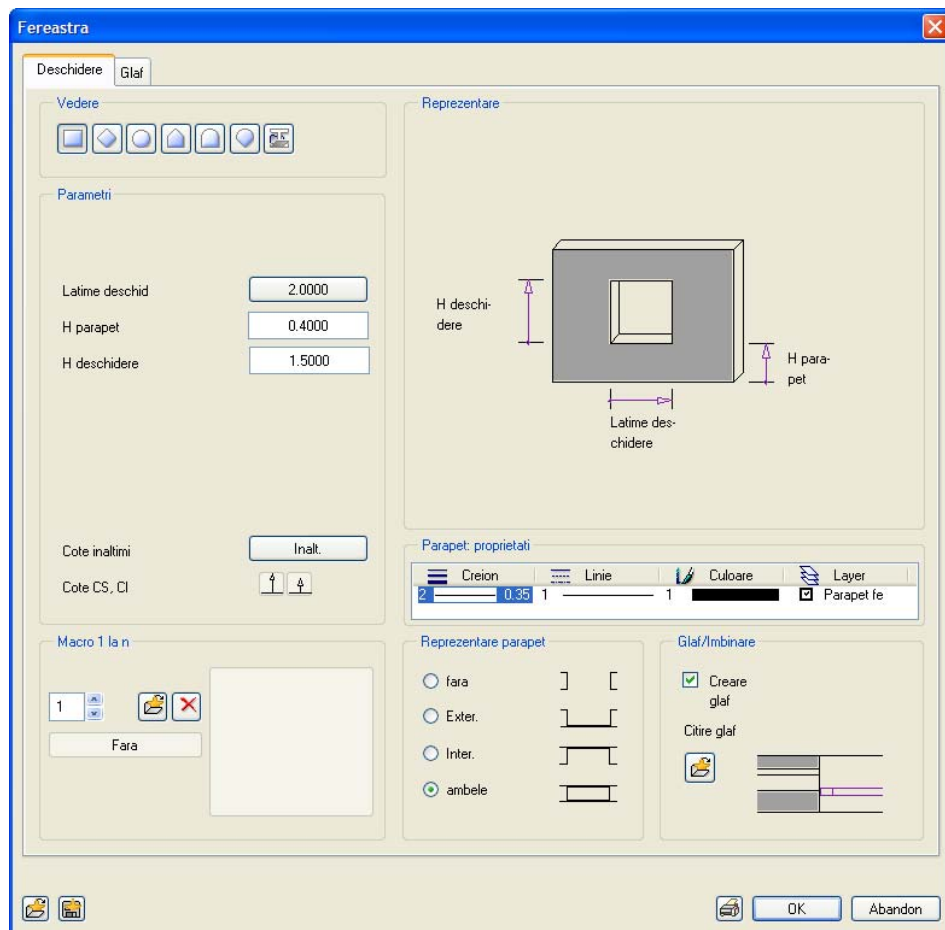 Fereastra
Deschidere Glaf
Vedere
Parametri
Latime deschid 2.0000
H parapet 0.4000
H deschidere 1.5000
Cote inaltimi Inalt.
Cote CS, CI
Macro 1 la n
1
Fara
Reprezentare
H deschi-
dere
H para-
pet
Latime des-
chidere
Parapet: proprietati
Creion Linie Culoare Layer
2 0.35 1 1 Parapet fe
Reprezentare parapet
fara
Exter.
Inter.
ambele
Glaf/Imbinare
Creare
glaf
Citire glaf
OK Abandon